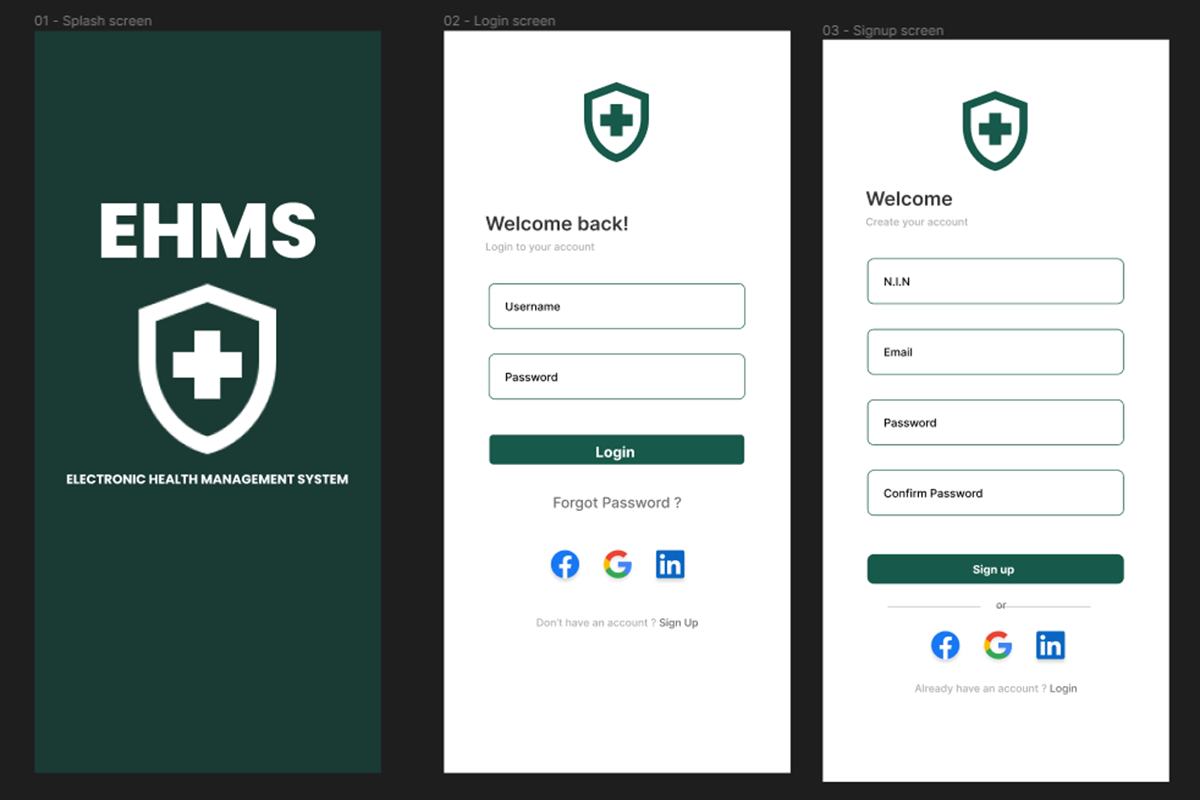 01 - Splash screen
EHMS
ELECTRONIC HEALTH MANAGEMENT SYSTEM
02 - Login screen
Welcome back!
Login to your account
Username
Password
Login
Forgot Password ?
in
Don't have an account ? Sign Up
03 - Signup screen
Welcome
Create your account
N.I.N
Email
Password
Confirm Password
Sign up
or
in
Already have an account ? Login